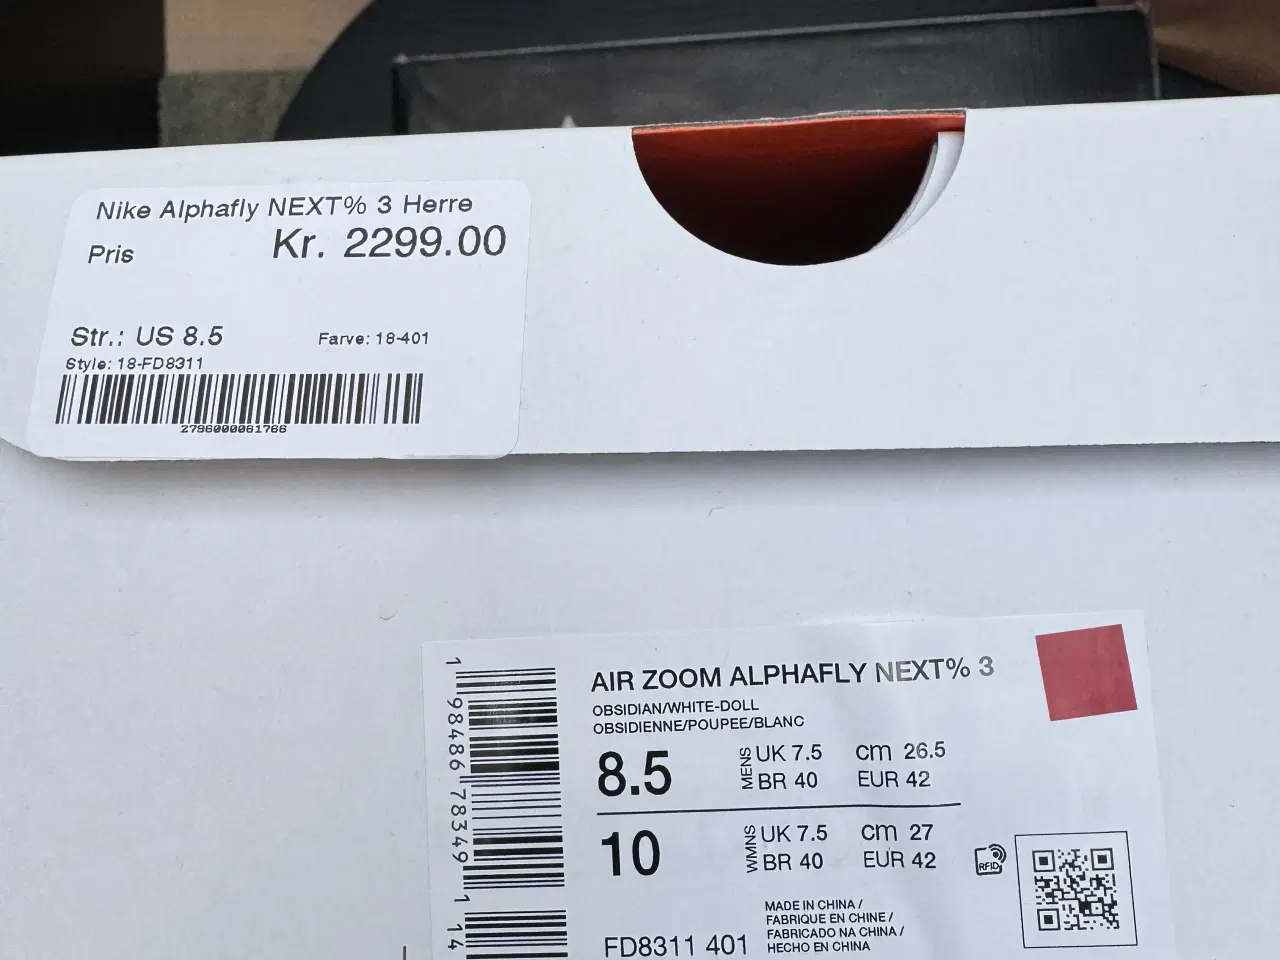 Nike Alphafly NEXT% 3 Herre
Pris Kr. 2299.00
Str.: US 8.5 Farve: 18-401
Style: 18-FD8311
2796000061766
AIR ZOOM ALPHAFLY NEXT% 3
OBSIDIAN/WHITE-DOLL
OBSIDIENNE/POUPEE/BLANC
8.5 MENS UK 7.5 cm 26.5
BR 40 EUR 42
10 WMNS UK 7.5 cm 27
BR 40 EUR 42
RFID
MADE IN CHINA /
FABRIQUE EN CHINE /
FABRICADO NA CHINA /
HECHO EN CHINA
FD8311 401
1 98486 78349 1 14